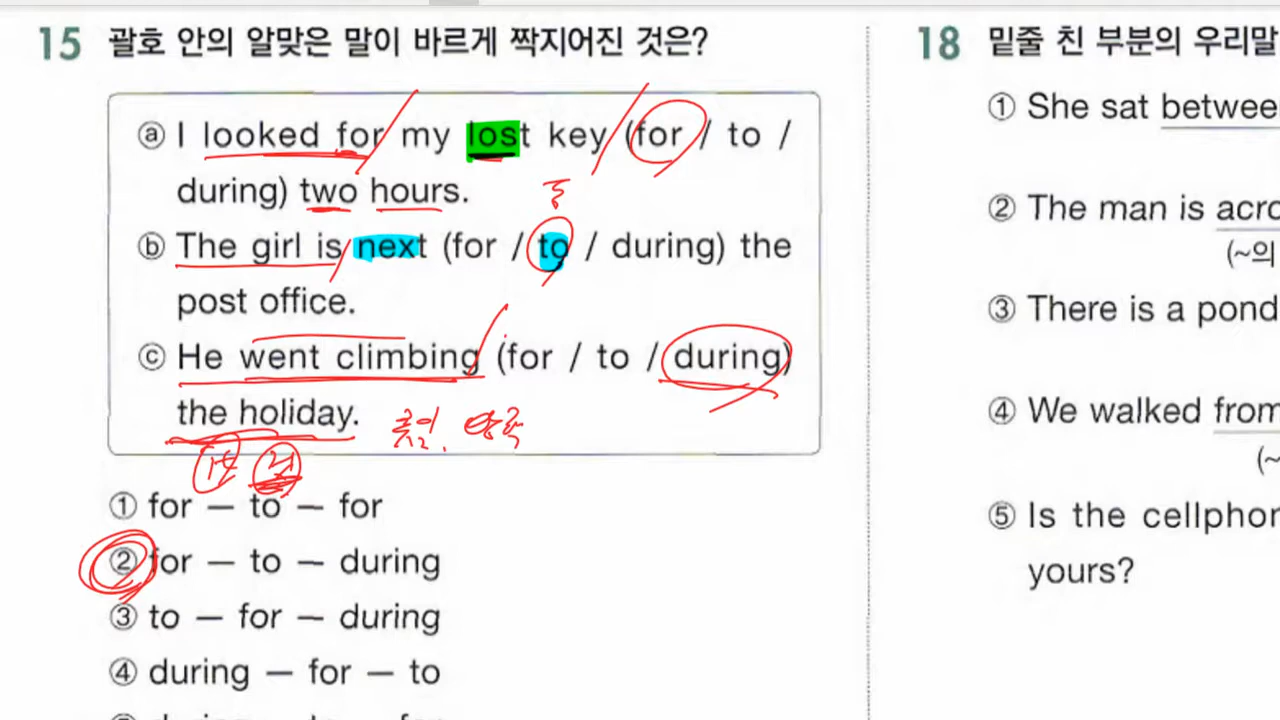 15 괄호 안의 알맞은 말이 바르게 짝지어진 것은?
ⓐ I looked for my lost key (for / to /
during) two hours.
ⓑ The girl is next (for / to / during) the
post office.
ⓒ He went climbing (for / to / during)
the holiday.
① for – to – for
② for – to – during
③ to – for – during
④ during – for – to
18 밑줄 친 부분의 우리말
① She sat betwee
② The man is acro
(~의
③ There is a pond
④ We walked from
(~
⑤ Is the cellphor
yours?